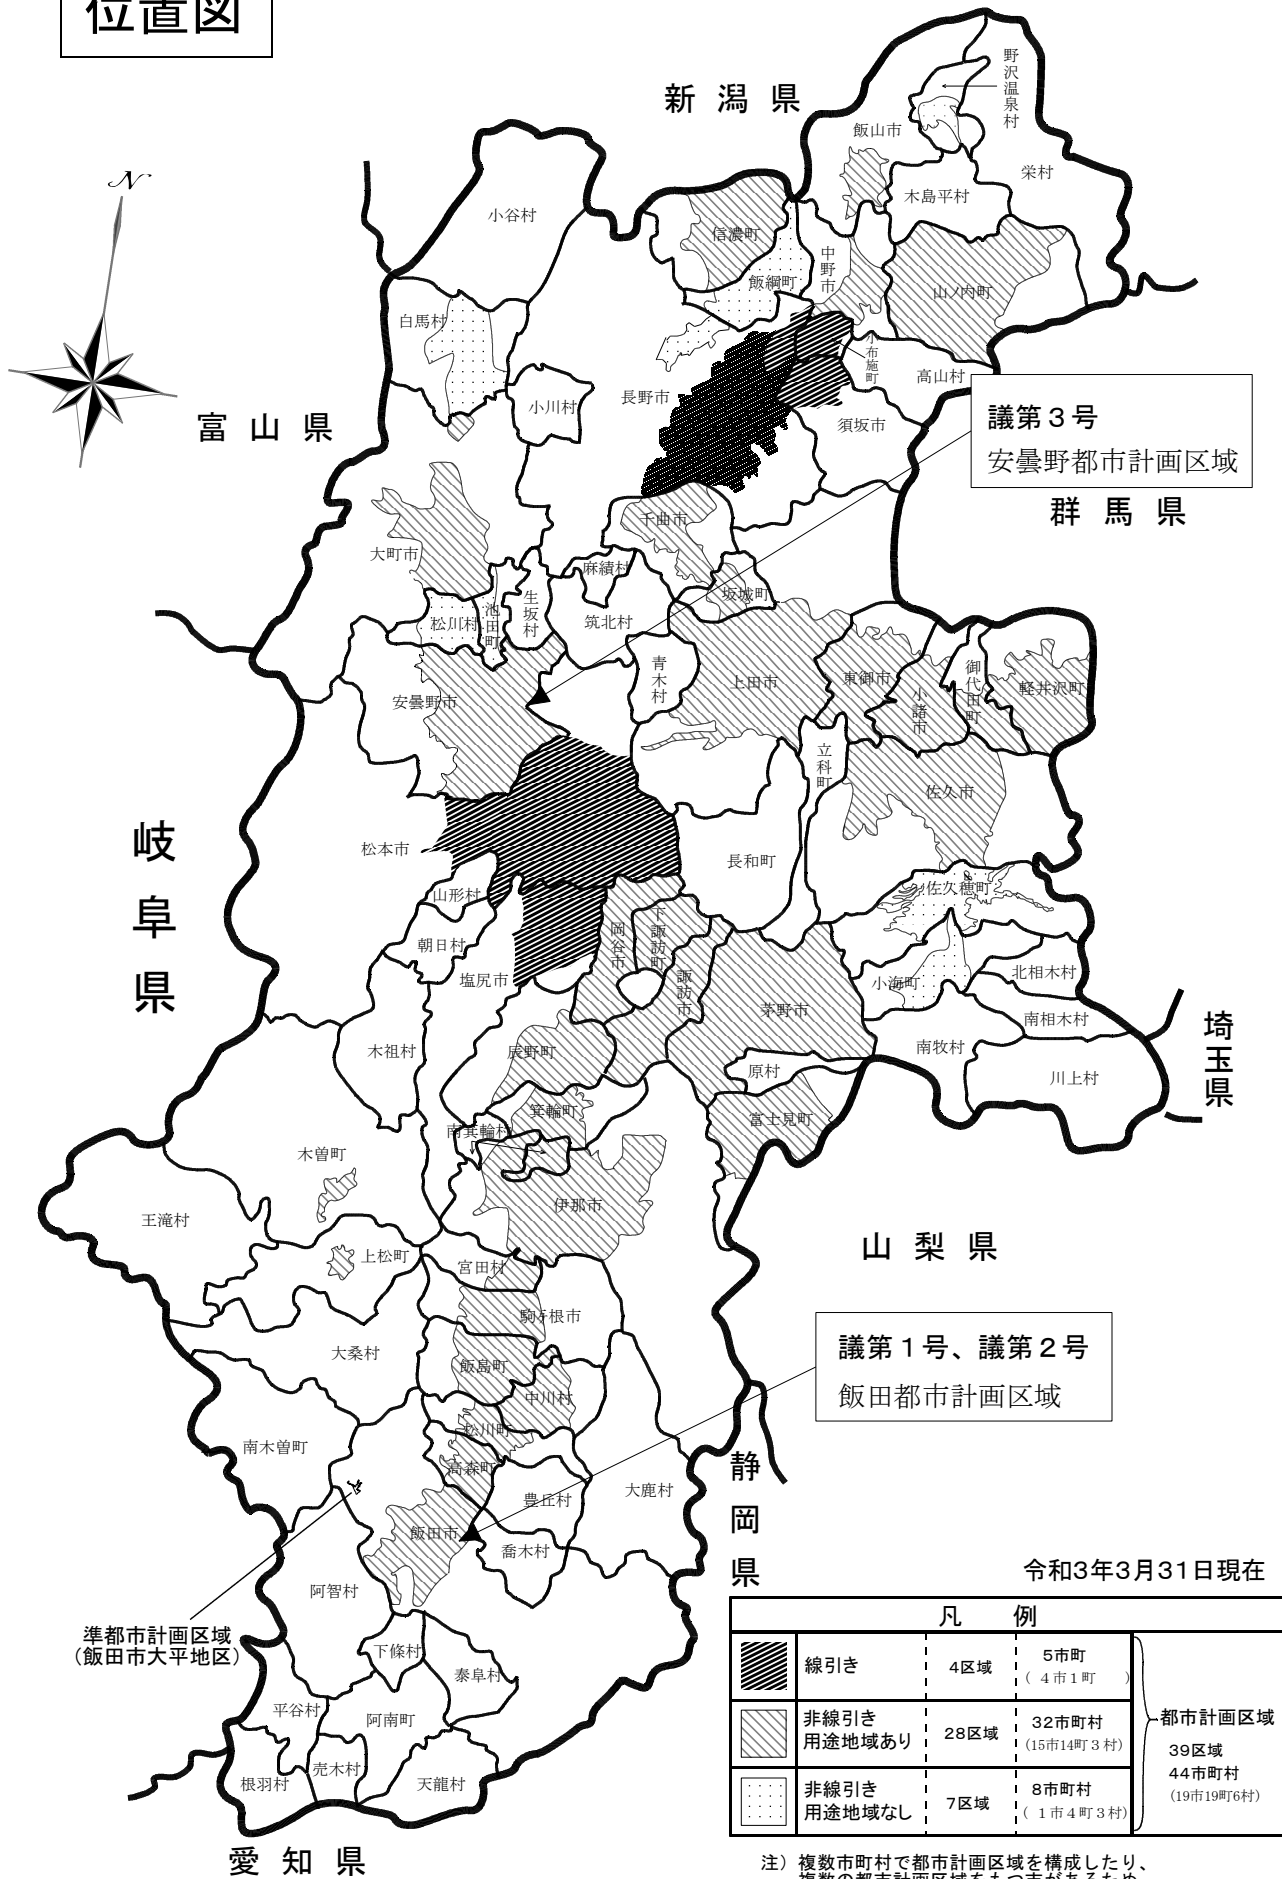 位置図
N
新潟県
富山県
岐阜県
群馬県
埼玉県
山梨県
静岡県
愛知県
野沢温泉村
飯山市
栄村
木島平村
小谷村
信濃町
中野市
飯綱町
山ノ内町
白馬村
小布施町
高山村
長野市
小川村
須坂市
議第3号
安曇野都市計画区域
千曲市
大町市
麻績村
坂城町
生坂村
池田町
松川村
筑北村
青木村
上田市
東御市
小諸市
御代田町
軽井沢町
安曇野市
立科町
佐久市
松本市
長和町
山形村
佐久穂町
朝日村
岡谷市
下諏訪町
諏訪市
塩尻市
小海町
北相木村
茅野市
南相木村
木祖村
辰野町
南牧村
原村
川上村
箕輪町
富士見町
南箕輪村
木曽町
伊那市
王滝村
上松町
宮田村
駒ヶ根市
大桑村
飯島町
中川村
議第1号、議第2号
飯田都市計画区域
松川町
南木曽町
高森町
豊丘村
大鹿村
飯田市
喬木村
阿智村
準都市計画区域
(飯田市大平地区)
下條村
泰阜村
平谷村
阿南町
売木村
根羽村
天龍村
令和3年3月31日現在
凡例
線引き 4区域 5市町
(4市1町)
非線引き
用途地域あり 28区域 32市町村
(15市14町3村)
非線引き
用途地域なし 7区域 8市町村
(1市4町3村)
都市計画区域
39区域
44市町村
(19市19町6村)
注) 複数市町村で都市計画区域を構成したり、
複数の都市計画区域をもつ市があるため